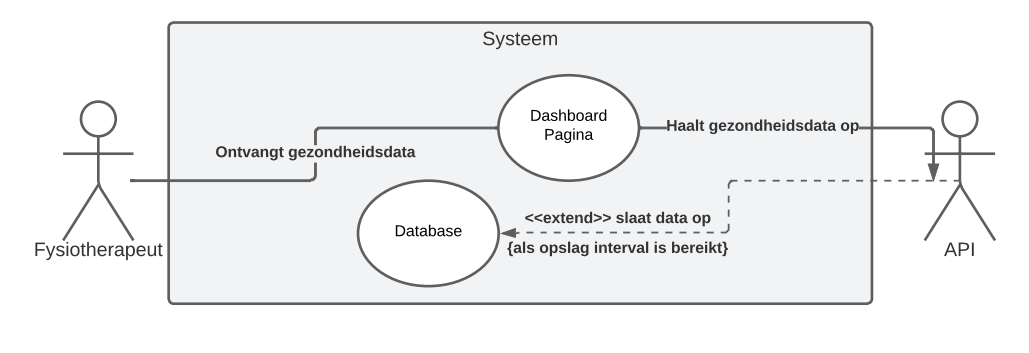 Systeem
Dashboard
Pagina
Haalt gezondheidsdata op
Ontvangt gezondheidsdata
<<extend>> slaat data op
Database
{als opslag interval is bereikt}
Fysiotherapeut
API